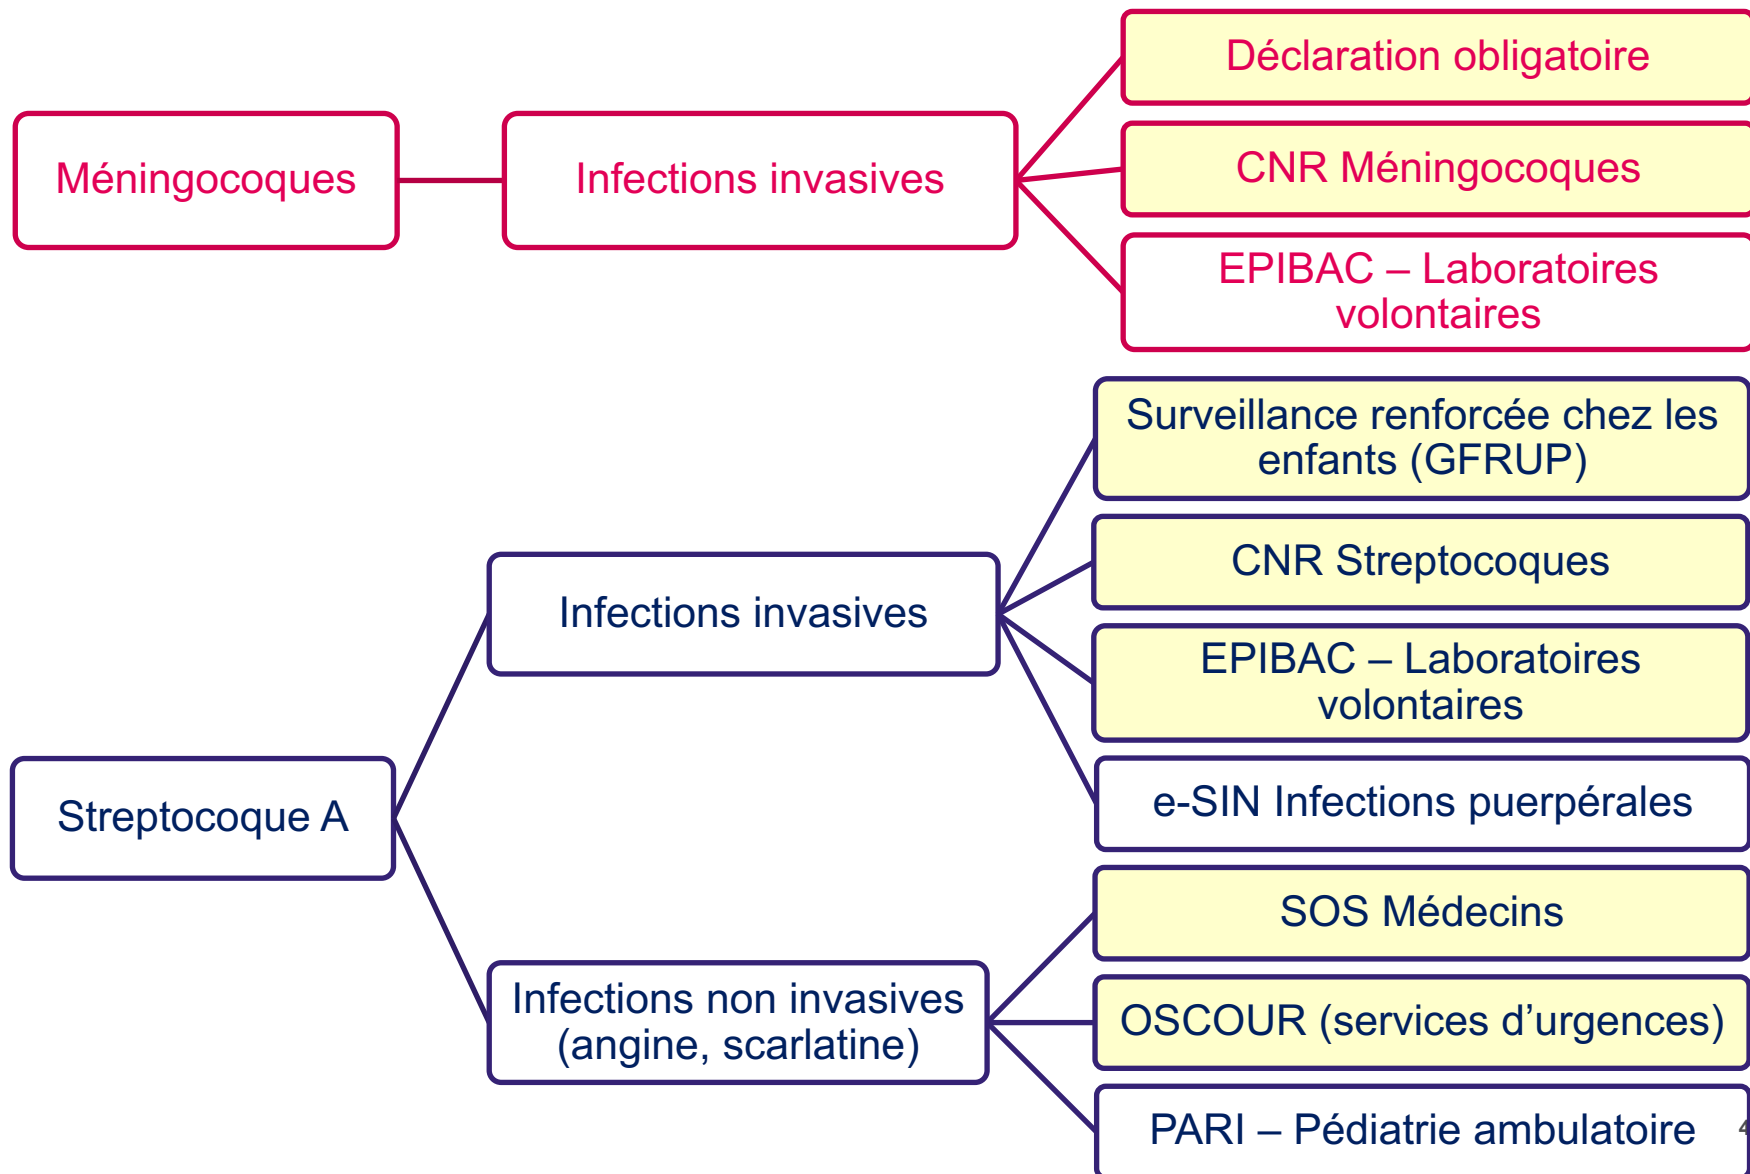 Méningocoques
Infections invasives
Déclaration obligatoire
CNR Méningocoques
EPIBAC – Laboratoires
volontaires
Streptocoque A
Infections invasives
Surveillance renforcée chez les
enfants (GFRUP)
CNR Streptocoques
EPIBAC – Laboratoires
volontaires
e-SIN Infections puerpérales
Infections non invasives
(angine, scarlatine)
SOS Médecins
OSCOUR (services d’urgences)
PARI – Pédiatrie ambulatoire
4